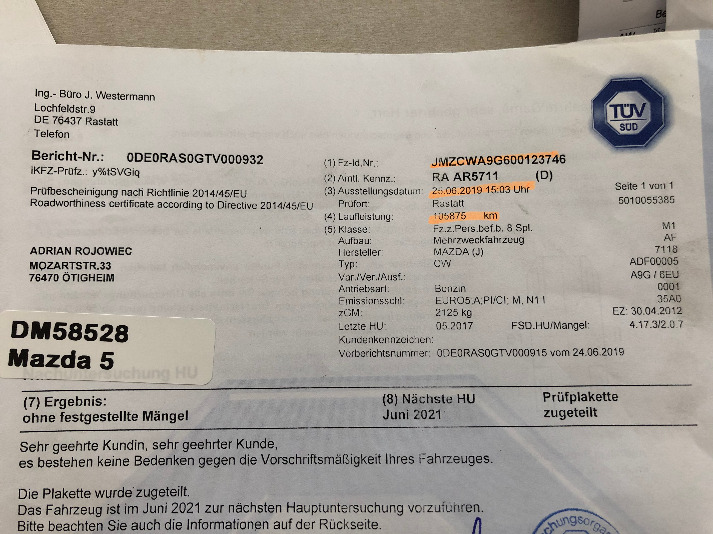 Be
Ing.- Büro J. Westermann
Lochfeldstr.9
DE 76437 Rastatt
Telefon
TÜV
SÜD
Bericht-Nr.: 0DE0RAS0GTV000932
iKFZ-Prüfz.: y%tSVGiq
Prüfbescheinigung nach Richtlinie 2014/45/EU
Roadworthiness certificate according to Directive 2014/45/EU
ADRIAN ROJOWIEC
MOZARTSTR,33
76470 ÖTIGHEIM
(1) Fz-Id,Nr.: JMZCWA9G600123746
(2) Amtl. Kennz.: RA AR5711 (D)
(3) Ausstellungsdatum: 25.06.2019 15:03 Uhr
Prüfort: Rastatt
(4) Laufleistung: 105875 km
(5) Klasse: Fz.z.Pers.bef.b. 8 Spl. M1
Aufbau: Mehrzweckfahrzeug AF
Hersteller: MAZDA (J) 7118
Typ: CW ADF00005
Var./Ver./Ausf.: A9G / 6EU
Antriebsart: Benzin 0001
Emissionsschl: EURO5;A;PI/CI; M, N1 I 35A0
zGM: 2125 kg EZ: 30.04.2012
Letzte HU: 05.2017 FSD.HU/Mangel: 4.17.3/2.0.7
Kundenkennzeichen:
Vorberichtsnummer: 0DE0RAS0GTV000915 vom 24.06.2019
Seite 1 von 1
5010055385
DM58528
Mazda 5
Nachuntersuchung HU
(7) Ergebnis:
ohne festgestellte Mängel
(8) Nächste HU
Juni 2021
Prüfplakette
zugeteilt
Sehr geehrte Kundin, sehr geehrter Kunde,
es bestehen keine Bedenken gegen die Vorschriftsmäßigkeit Ihres Fahrzeuges.
Die Plakette wurde zugeteilt.
Das Fahrzeug ist im Juni 2021 zur nächsten Hauptuntersuchung vorzuführen.
Bitte beachten Sie auch die Informationen auf der Rückseite.